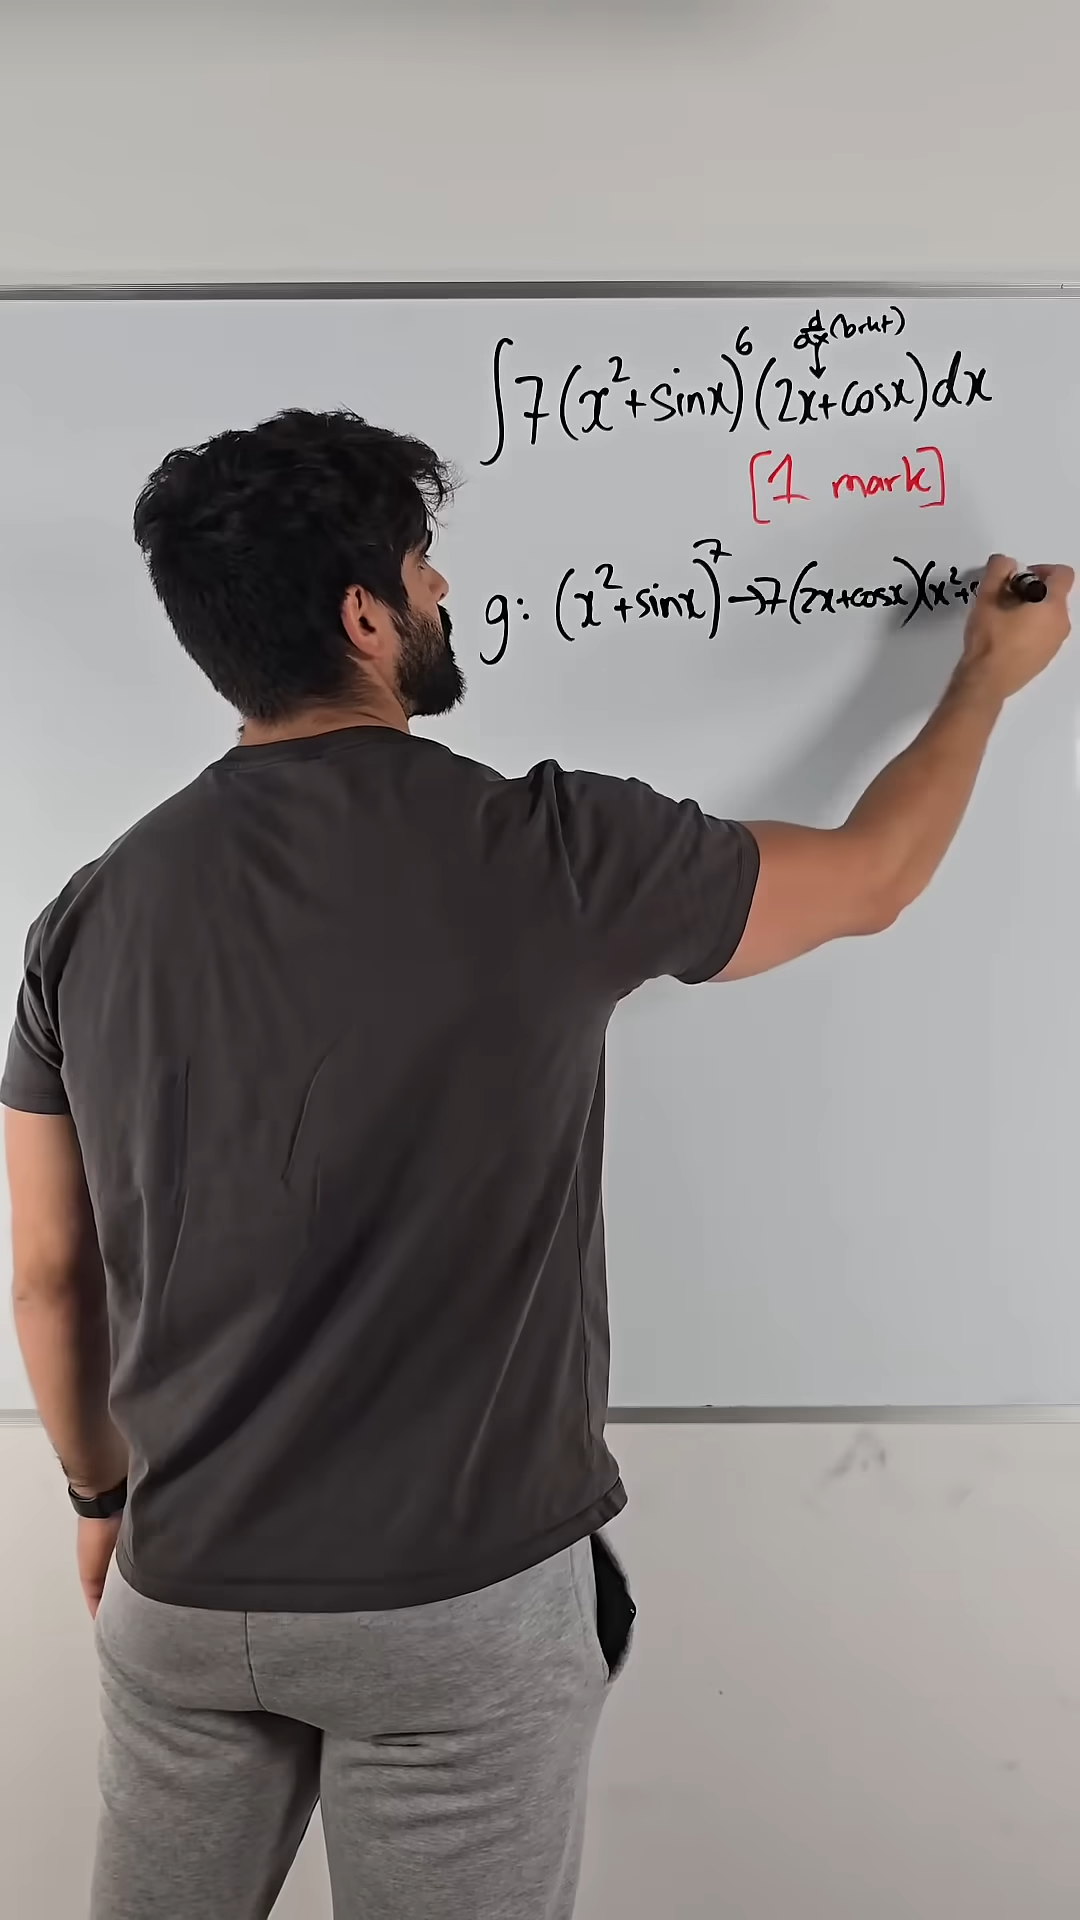 d/dx(brkt)
∫7(x²+sinx)⁶(2x+cosx)dx
[1 mark]
g: (x²+sinx)⁷→7(2x+cosx)(x²+s